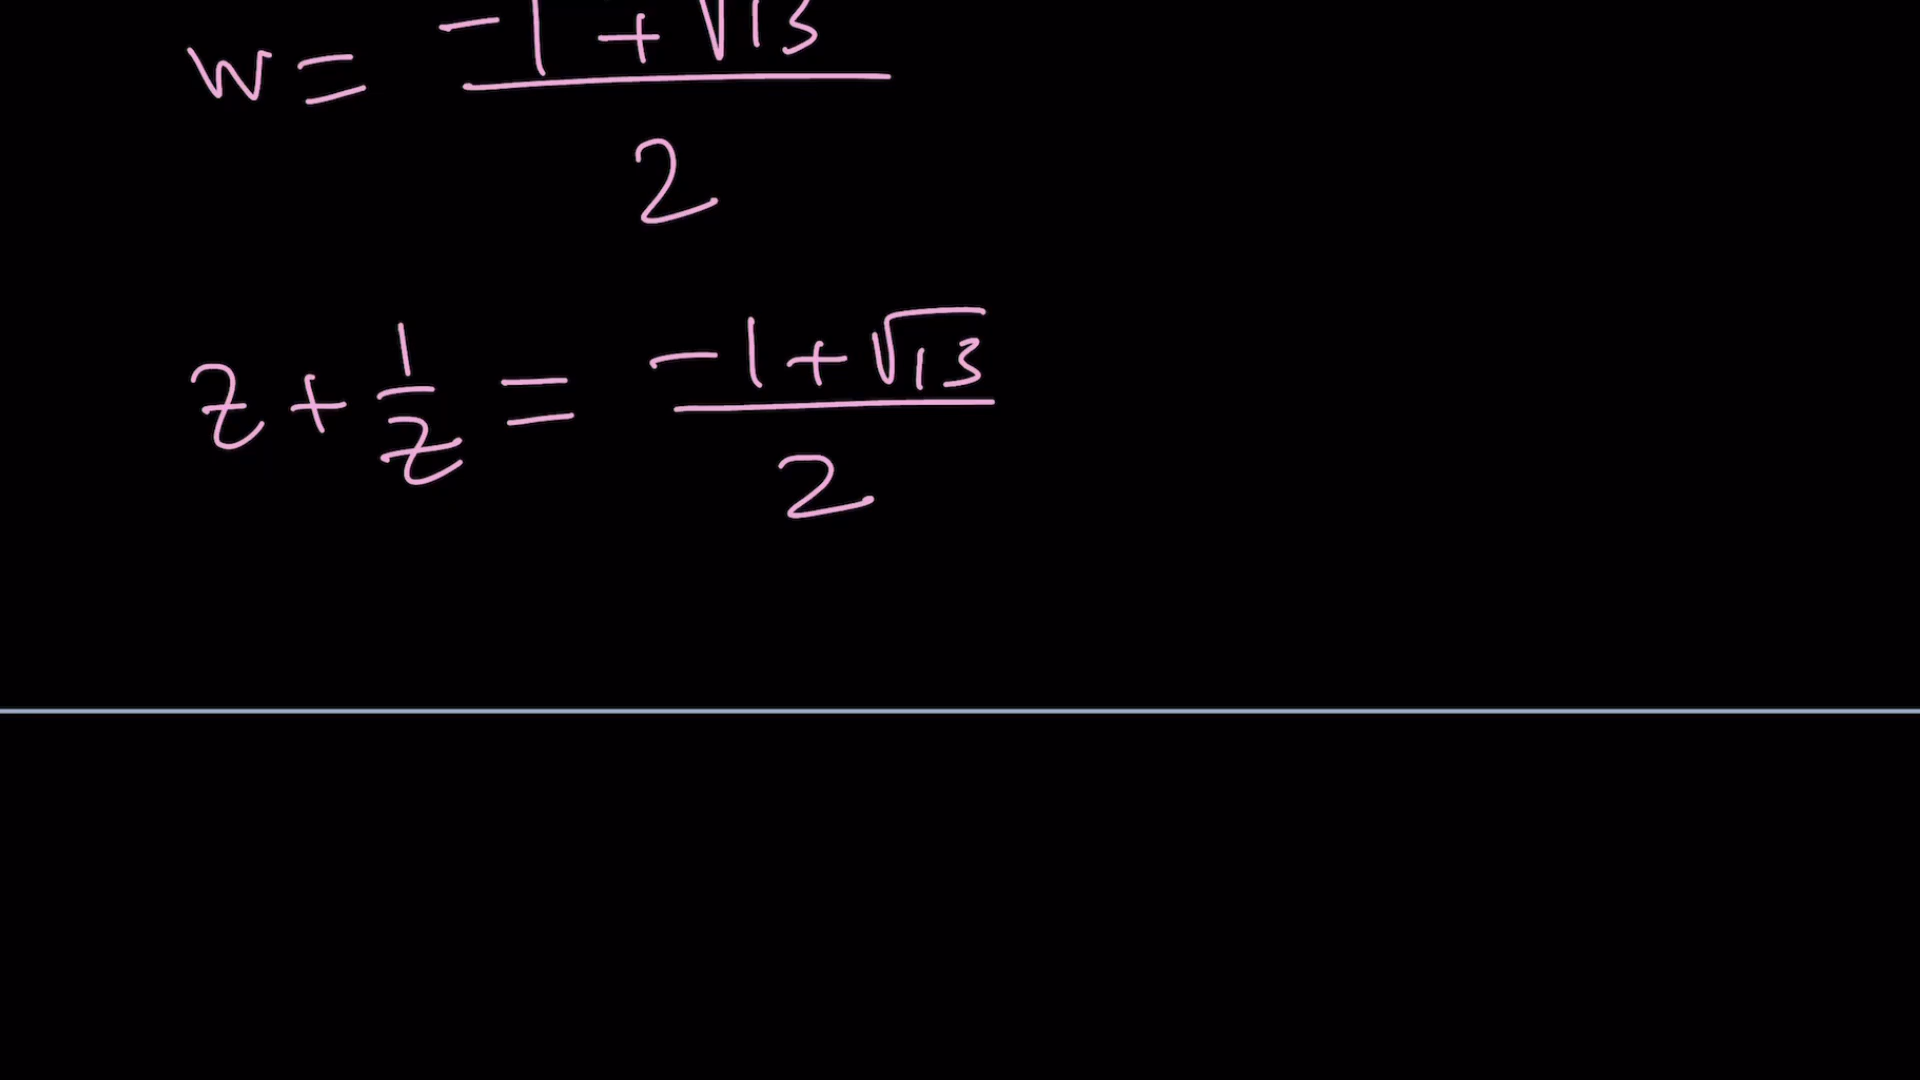 w = (-1 + √13) / 2
z + 1/z = (-1 + √13) / 2